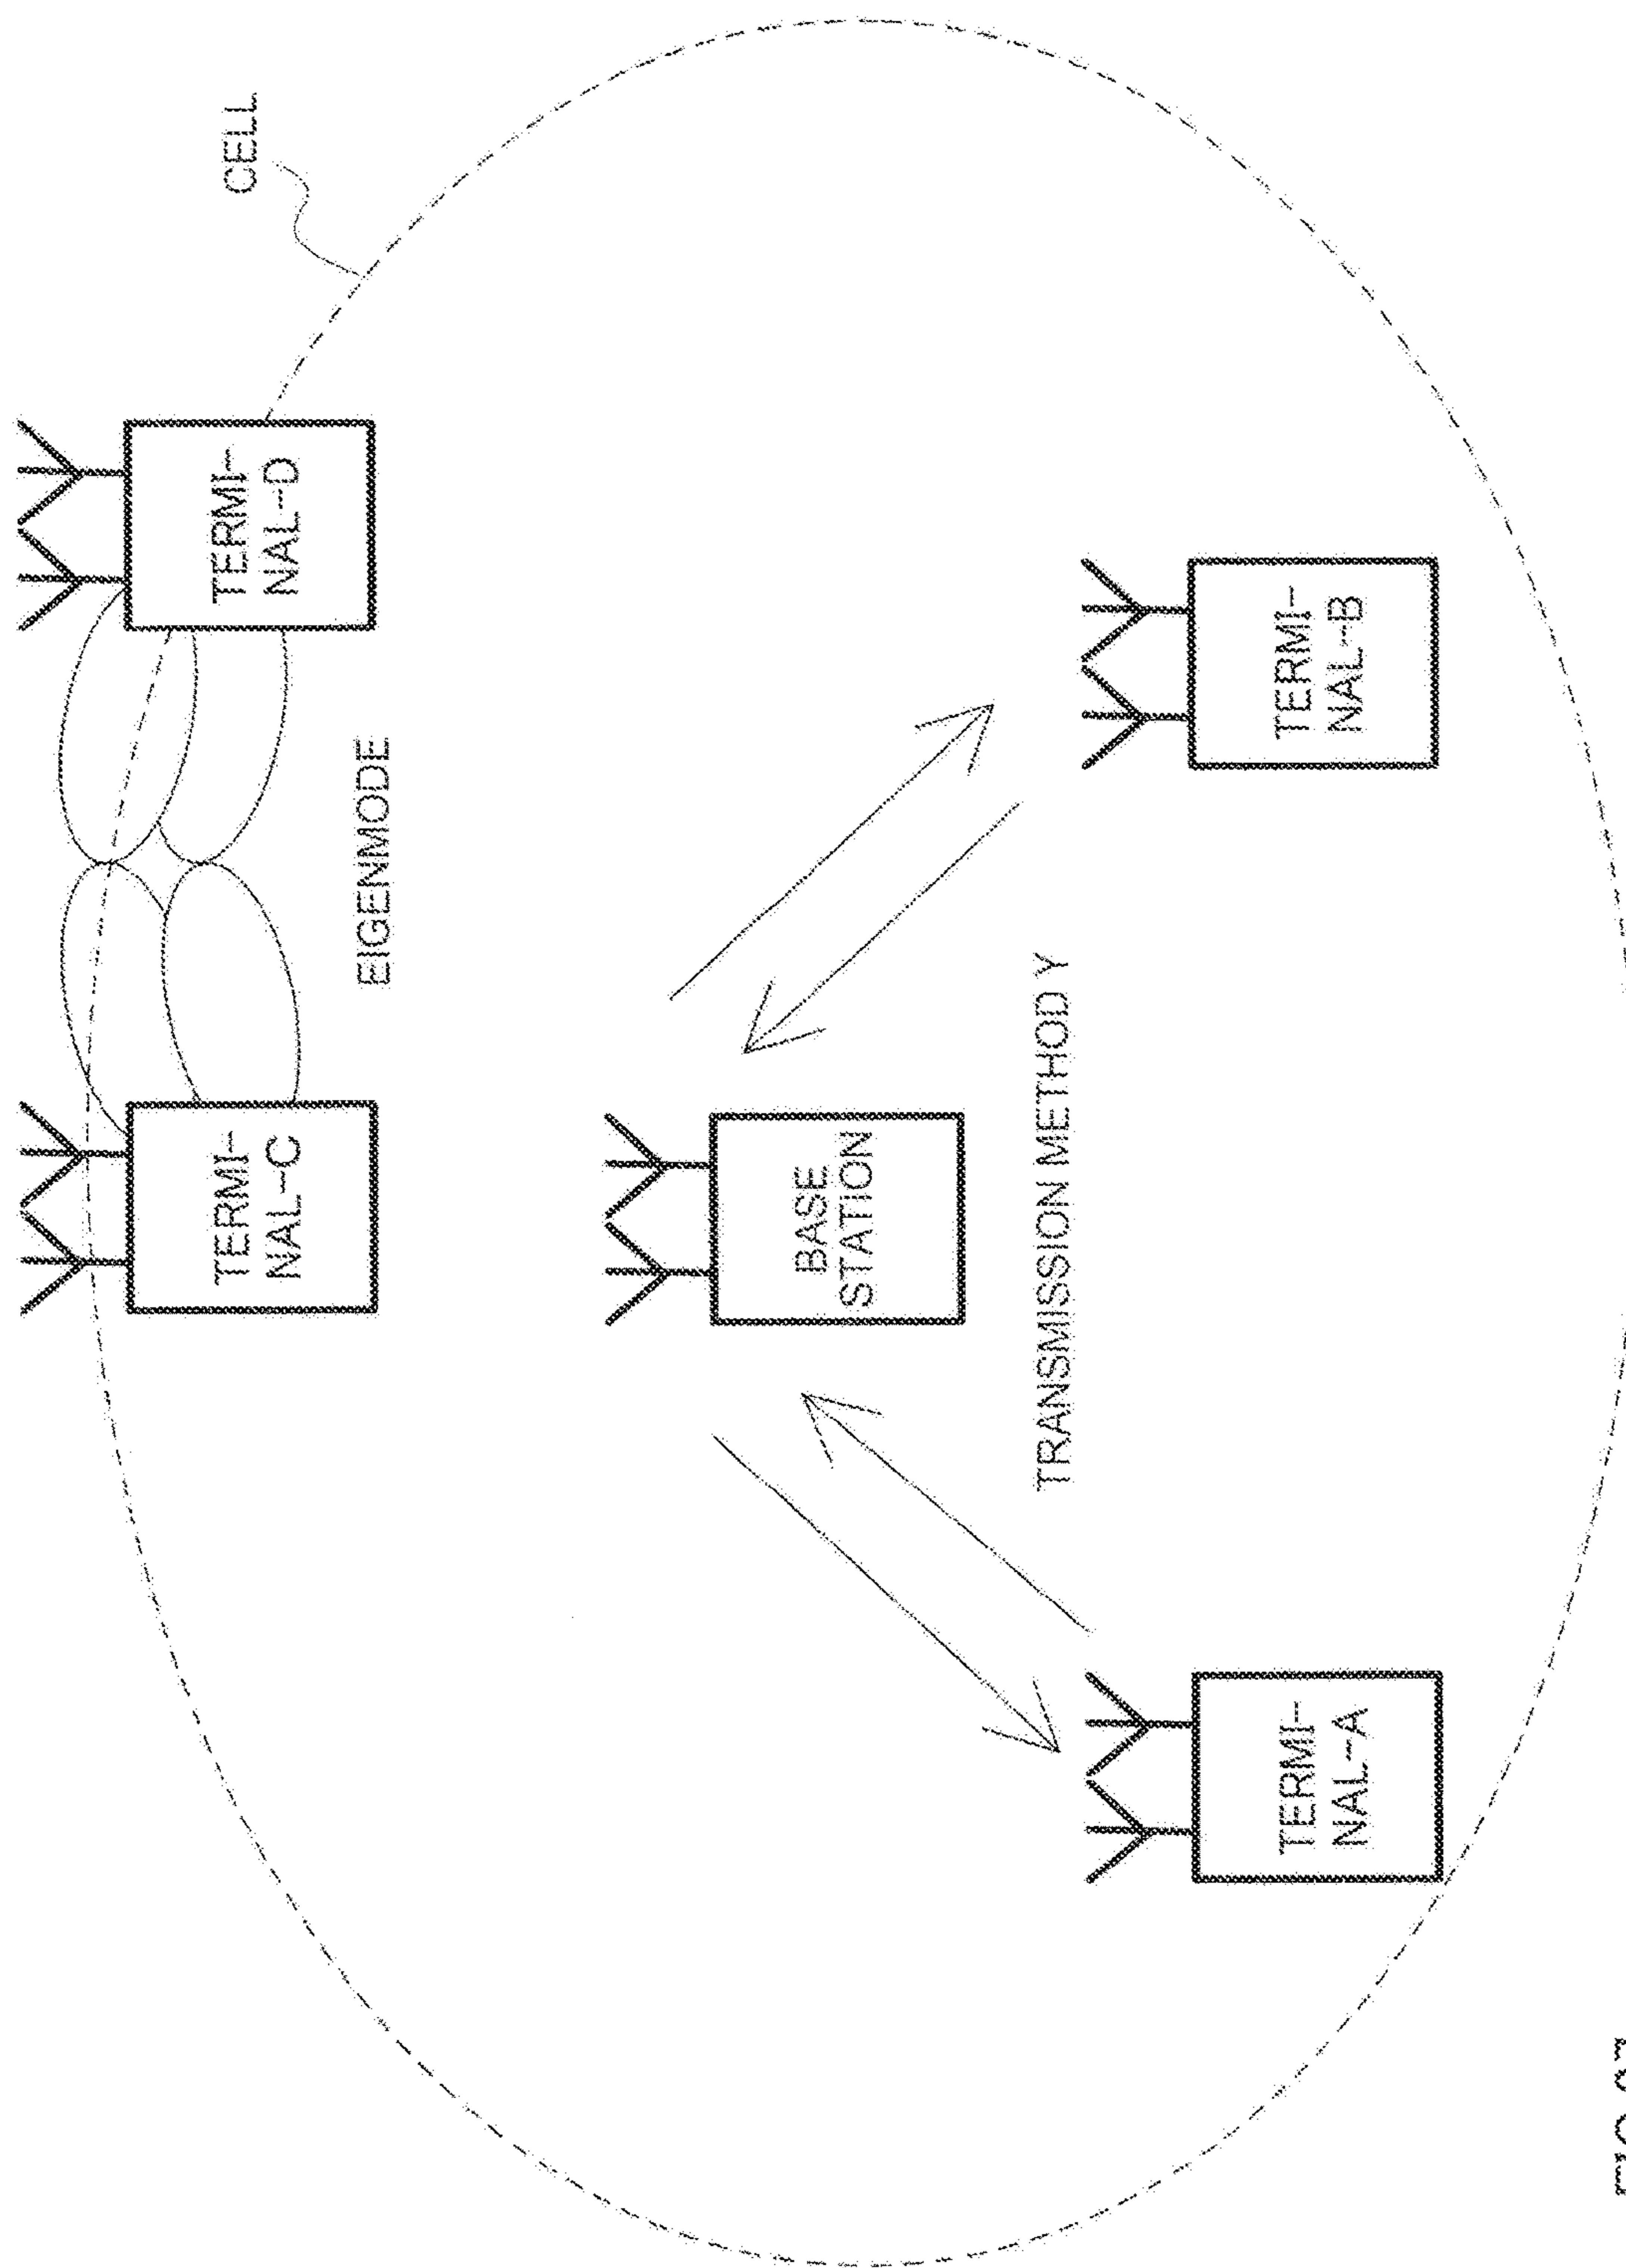 CELL
TERMI-
NAL-C
TERMI-
NAL-D
EIGENMODE
BASE
STATION
TRANSMISSION METHOD Y
TERMI-
NAL-A
TERMI-
NAL-B